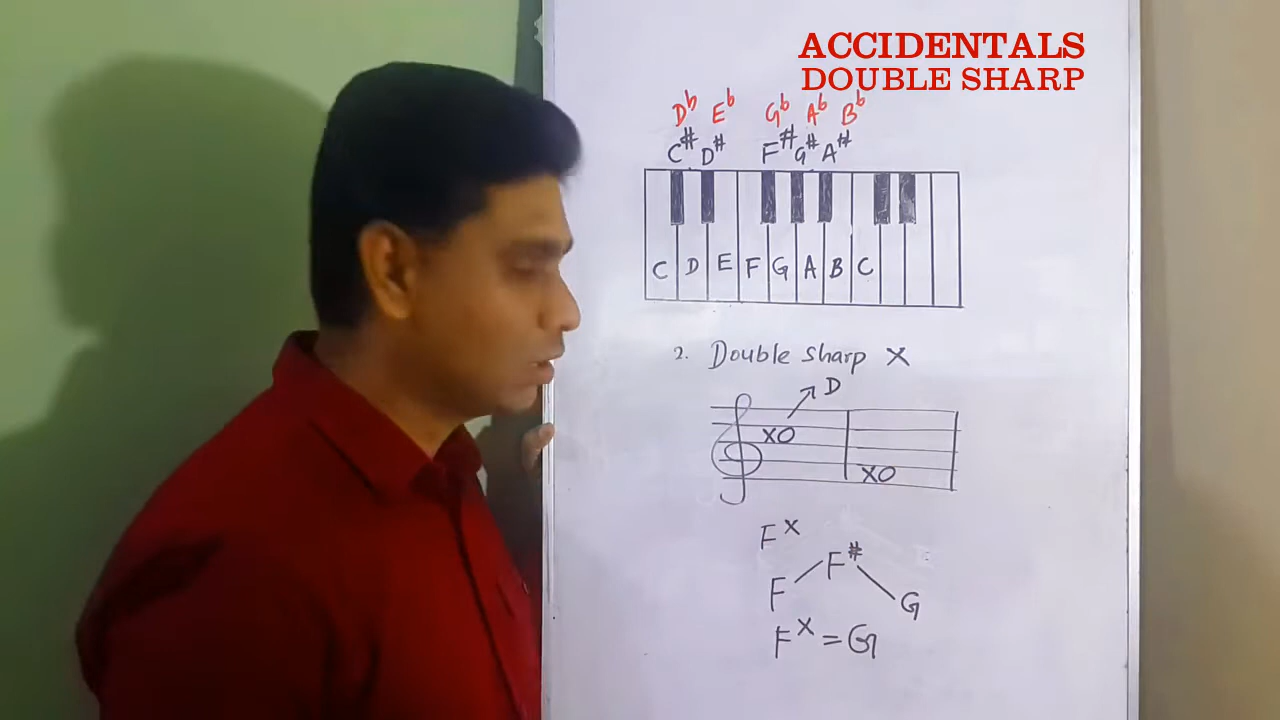 ACCIDENTALS
DOUBLE SHARP
D♭ E♭ G♭ A♭ B♭
C# D# F# G# A#
C D E F G A B C
2. Double sharp X
D
XO
XO
Fˣ
F F# G
Fˣ = G